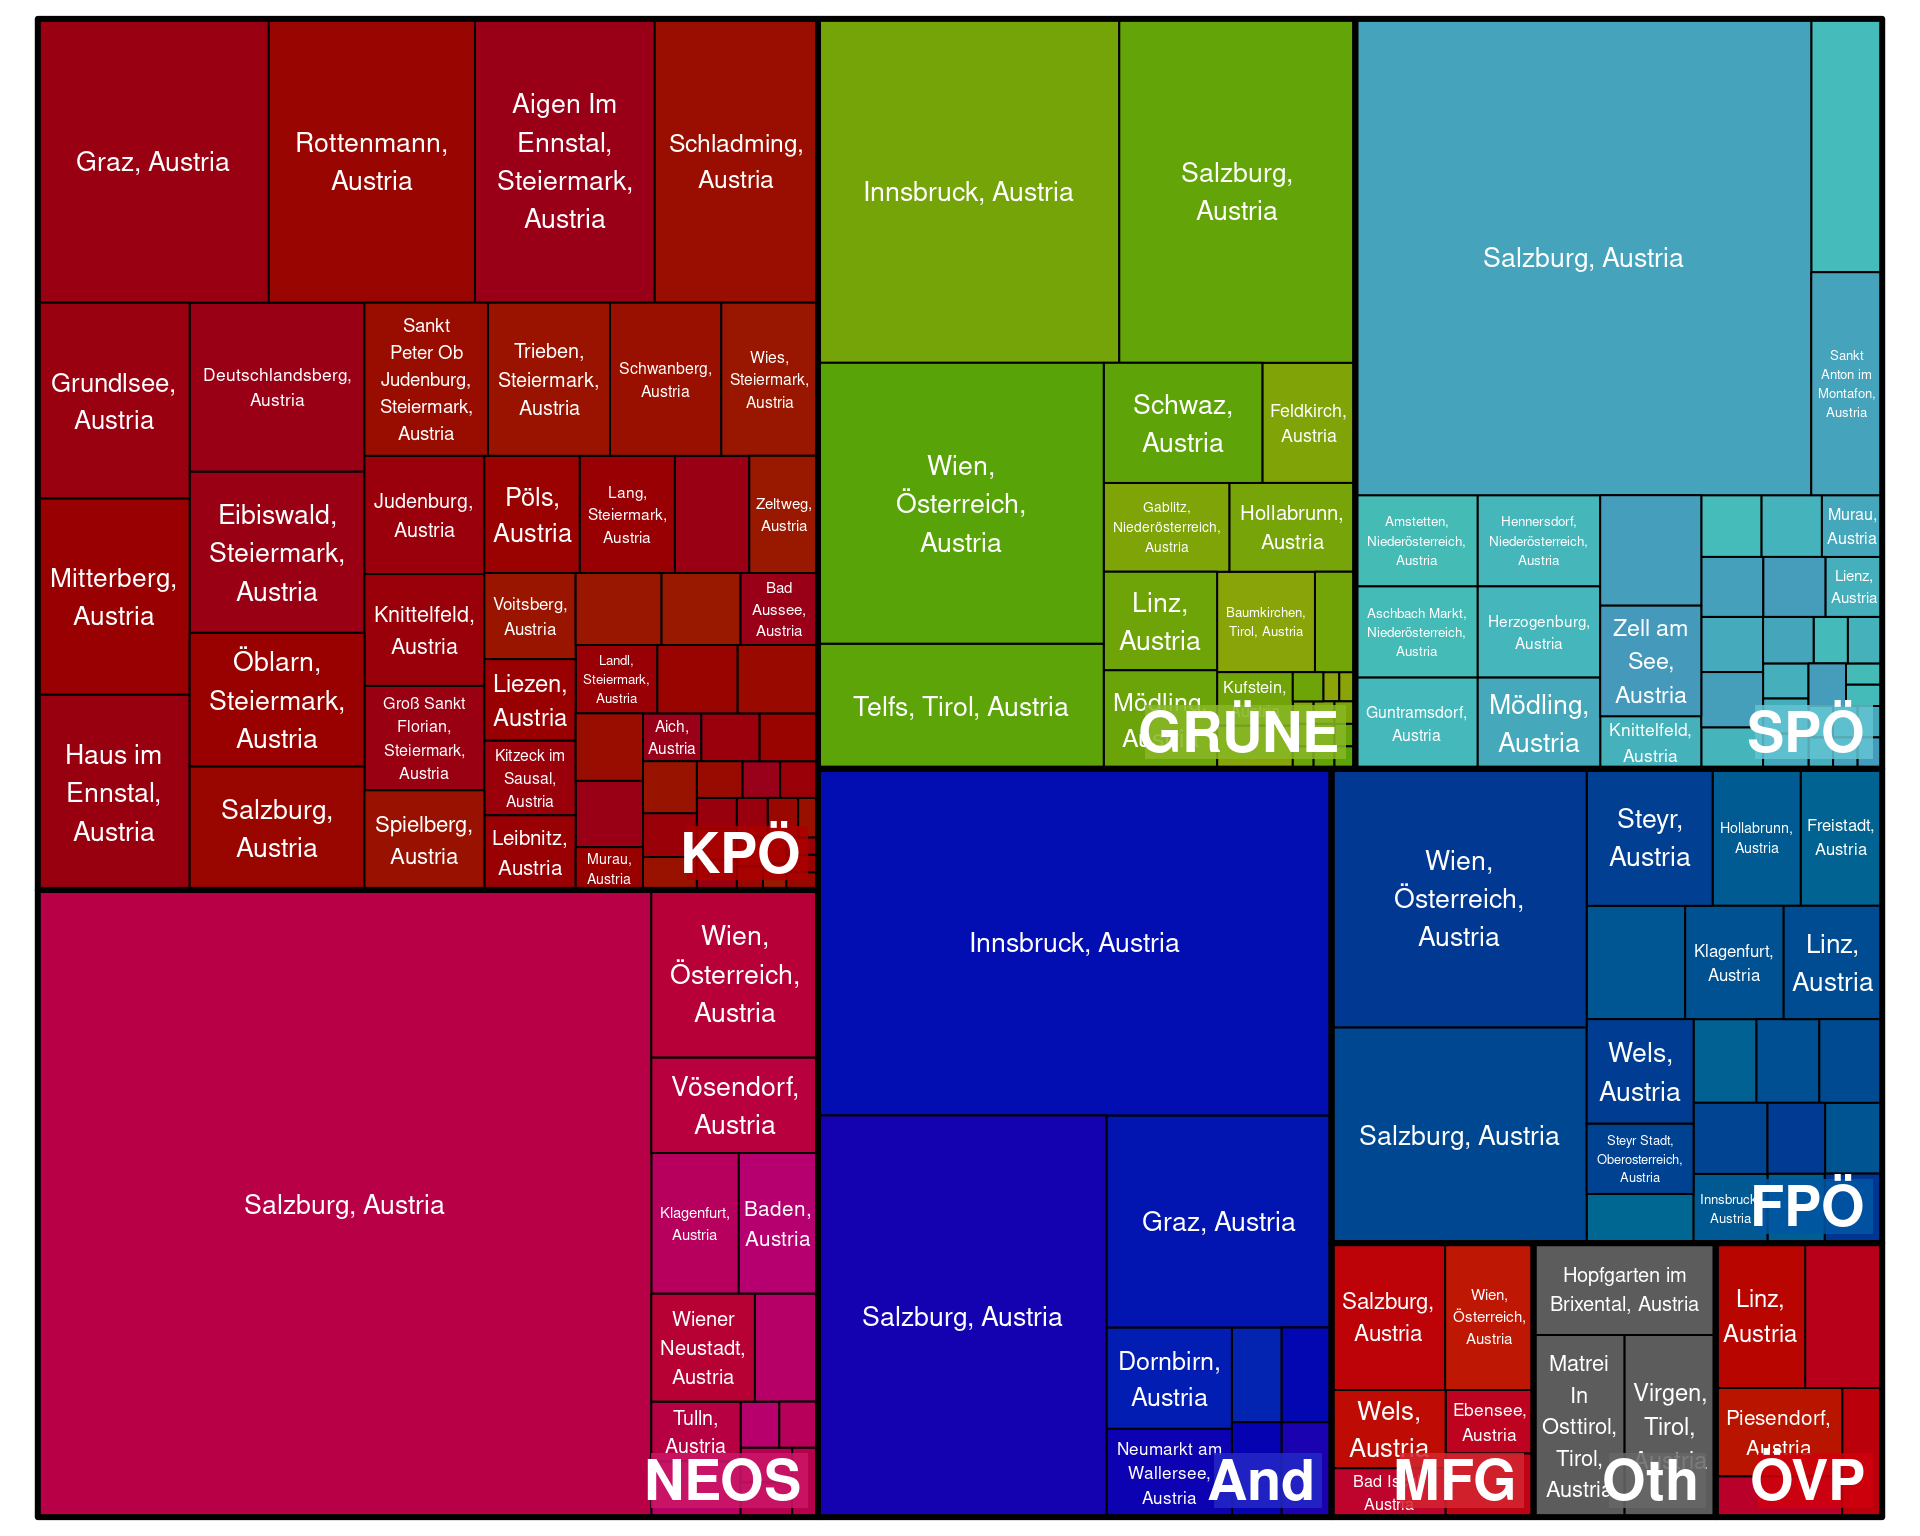 Graz, Austria
Rottenmann,
Austria
Aigen Im
Ennstal,
Steiermark,
Austria
Schladming,
Austria
Grundlsee,
Austria
Deutschlandsberg,
Austria
Sankt
Peter Ob
Judenburg,
Steiermark,
Austria
Trieben,
Steiermark,
Austria
Schwanberg,
Austria
Wies,
Steiermark,
Austria
Mitterberg,
Austria
Eibiswald,
Steiermark,
Austria
Judenburg,
Austria
Pöls,
Austria
Lang,
Steiermark,
Austria
Zeltweg,
Austria
Knittelfeld,
Austria
Voitsberg,
Austria
Bad
Aussee,
Austria
Öblarn,
Steiermark,
Austria
Liezen,
Austria
Landl,
Steiermark,
Austria
Haus im
Ennstal,
Austria
Groß Sankt
Florian,
Steiermark,
Austria
Aich,
Austria
Kitzeck im
Sausal,
Austria
Salzburg,
Austria
Spielberg,
Austria
Leibnitz,
Austria
Murau,
Austria
KPÖ
Innsbruck, Austria
Salzburg,
Austria
Wien,
Österreich,
Austria
Schwaz,
Austria
Feldkirch,
Austria
Gablitz,
Niederösterreich,
Austria
Hollabrunn,
Austria
Linz,
Austria
Baumkirchen,
Tirol, Austria
Telfs, Tirol, Austria
Mödling,
Austria
Kufstein,
GRÜNE
Salzburg, Austria
Sankt
Anton im
Montafon,
Austria
Amstetten,
Niederösterreich,
Austria
Hennersdorf,
Niederösterreich,
Austria
Murau,
Austria
Lienz,
Austria
Aschbach Markt,
Niederösterreich,
Austria
Herzogenburg,
Austria
Zell am
See,
Austria
Guntramsdorf,
Austria
Mödling,
Austria
Knittelfeld,
Austria
SPÖ
Salzburg, Austria
Wien,
Österreich,
Austria
Vösendorf,
Austria
Klagenfurt,
Austria
Baden,
Austria
Wiener
Neustadt,
Austria
Tulln,
Austria
NEOS
Innsbruck, Austria
Salzburg, Austria
Graz, Austria
Dornbirn,
Austria
Neumarkt am
Wallersee,
Austria
And
Wien,
Österreich,
Austria
Steyr,
Austria
Hollabrunn,
Austria
Freistadt,
Austria
Klagenfurt,
Austria
Linz,
Austria
Salzburg, Austria
Wels,
Austria
Steyr Stadt,
Oberosterreich,
Austria
Innsbruck,
Austria
FPÖ
Salzburg,
Austria
Wien,
Österreich,
Austria
Wels,
Austria
Ebensee,
Austria
Bad
Austria
MFG
Hopfgarten im
Brixental, Austria
Matrei
In
Osttirol,
Tirol,
Austria
Virgen,
Tirol,
Austria
Oth
Linz,
Austria
Piesendorf,
Austria
ÖVP